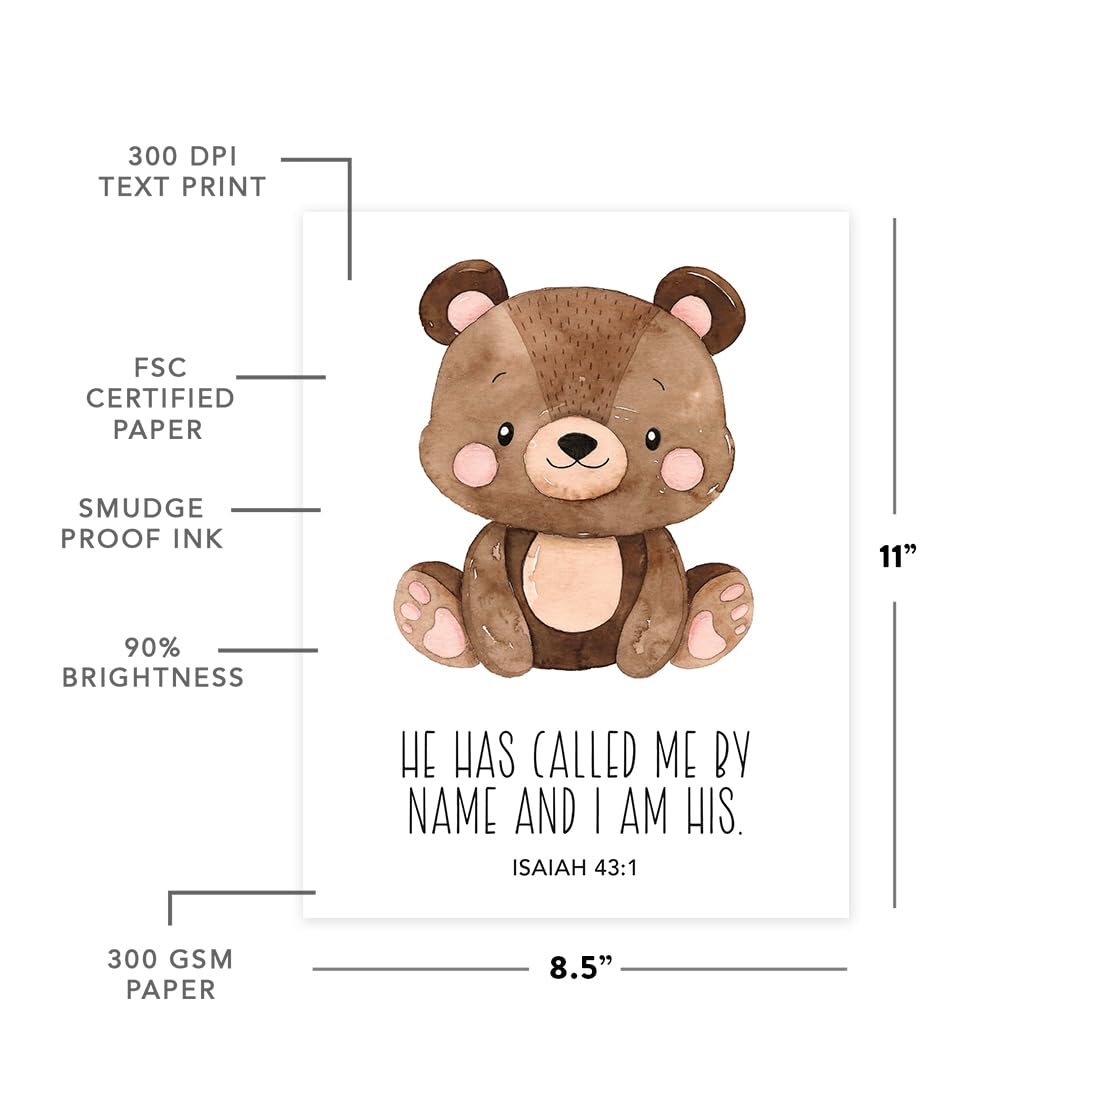 300 DPI
TEXT PRINT
FSC
CERTIFIED
PAPER
SMUDGE
PROOF INK
90%
BRIGHTNESS
300 GSM
PAPER
HE HAS CALLED ME BY
NAME AND I AM HIS.
ISAIAH 43:1
11”
8.5”